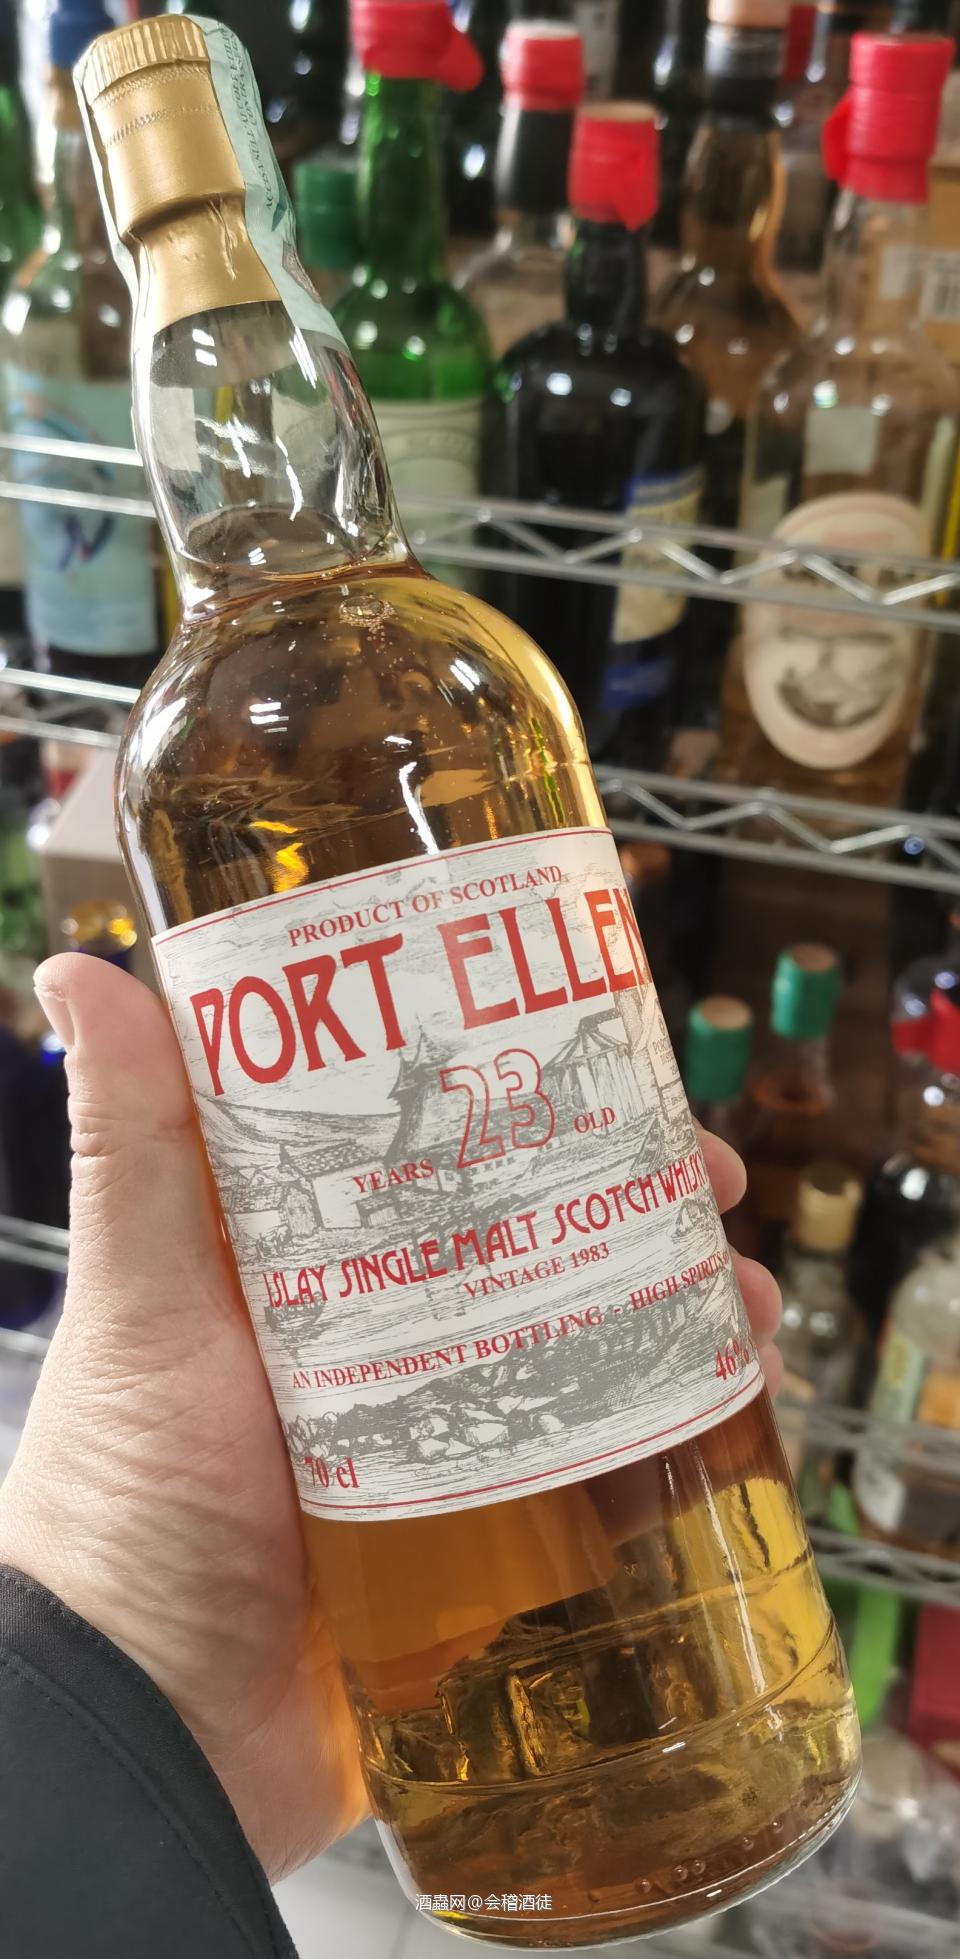 PRODUCT OF SCOTLAND
PORT ELLEN
23
YEARS OLD
ISLAY SINGLE MALT SCOTCH WHISKY
VINTAGE 1983
AN INDEPENDENT BOTTLING - HIGH SPIRITS
46%
70 cl
酒蟲网@会稽酒徒